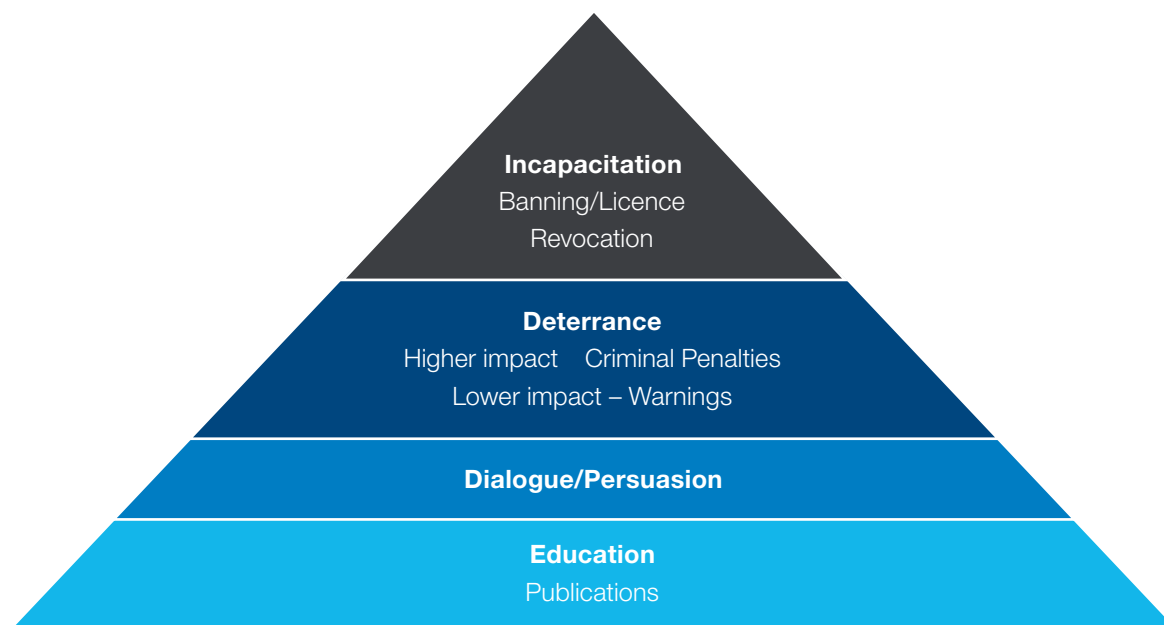 Incapacitation
Banning/Licence
Revocation
Deterrance
Higher impact Criminal Penalties
Lower impact – Warnings
Dialogue/Persuasion
Education
Publications